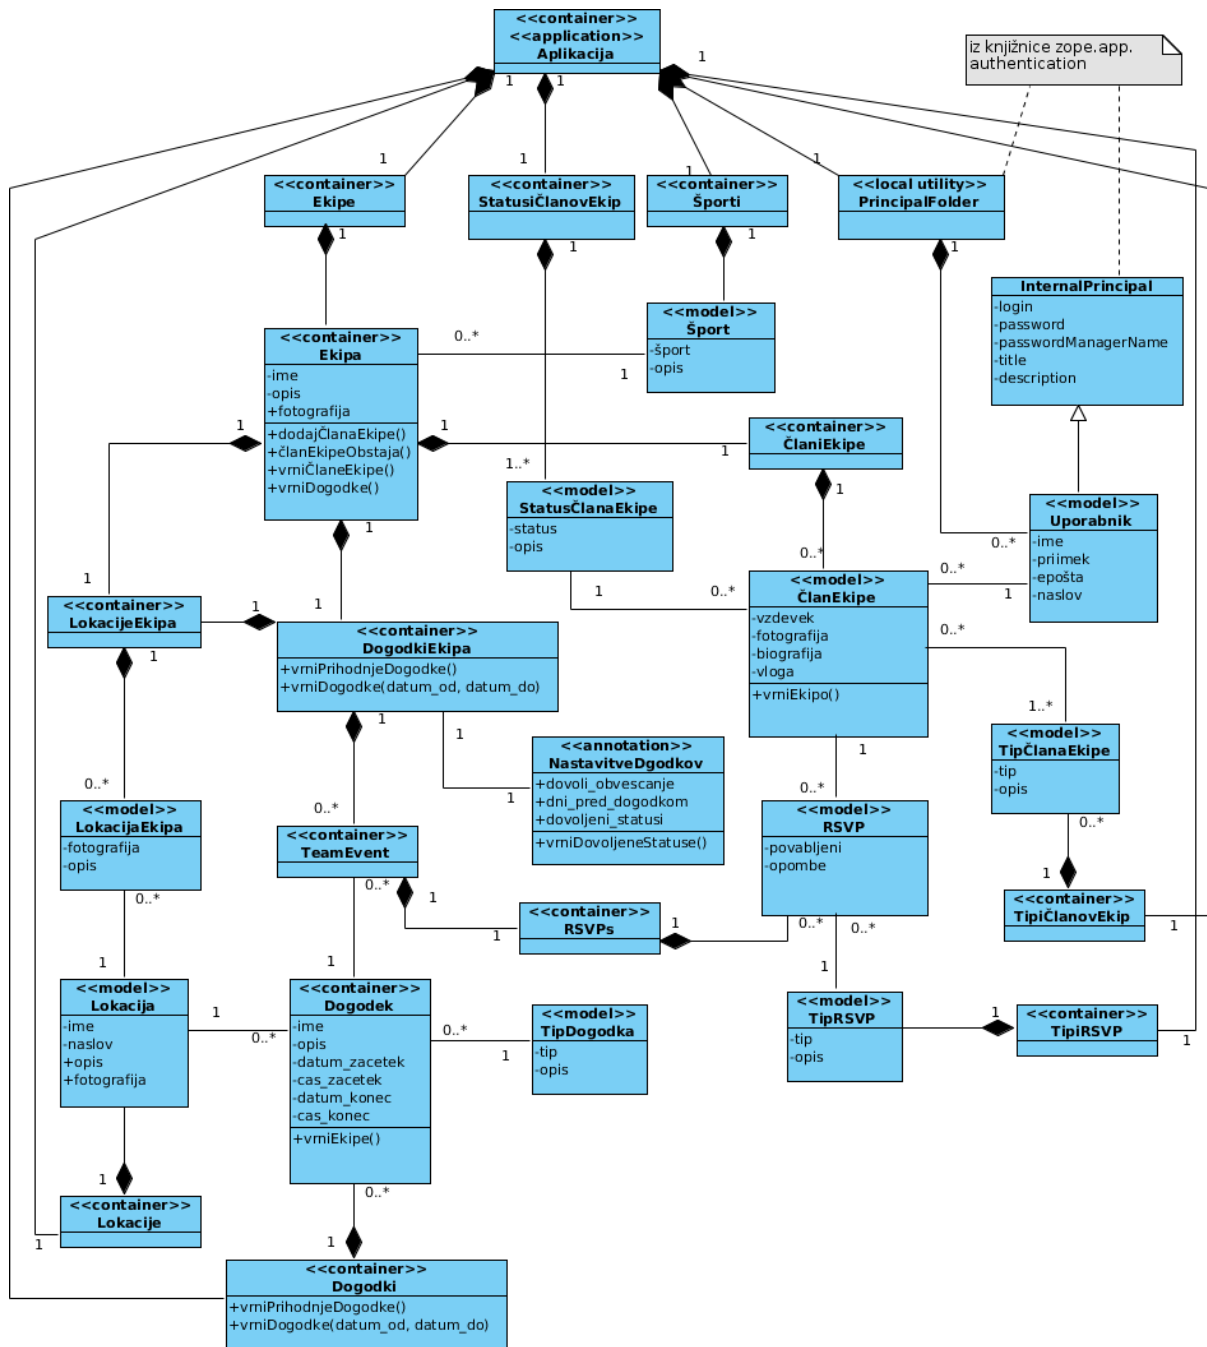 <<container>>
<<application>>
Aplikacija
iz knjižnice zope.app.
authentication
1
1
1
1
1
1
1
1
<<container>>
Ekipe
<<container>>
StatusiČlanovEkip
<<container>>
Športi
<<local utility>>
PrincipalFolder
1
1
1
1
InternalPrincipal
-login
-password
-passwordManagerName
-title
-description
<<container>>
Ekipa
-ime
-opis
+fotografija
+dodajČlanaEkipe()
+članEkipeObstaja()
+vrniČlaneEkipe()
+vrniDogodke()
0..*
1
<<model>>
Šport
-šport
-opis
1
1
1
<<container>>
ČlaniEkipe
1
1..*
<<model>>
StatusČlanaEkipe
-status
-opis
<<model>>
Uporabnik
-ime
-priimek
-epošta
-naslov
1
0..*
0..*
1
1
1
0..*
0..*
1
<<model>>
ČlanEkipe
-vzdevek
-fotografija
-biografija
-vloga
+vrniEkipo()
<<container>>
LokacijeEkipa
1
<<container>>
DogodkiEkipa
+vrniPrihodnjeDogodke()
+vrniDogodke(datum_od, datum_do)
0..*
1
1
1
1..*
<<annotation>>
NastavitveDgodkov
+dovoli_obvescanje
+dni_pred_dogodkom
+dovoljeni_statusi
+vrniDovoljeneStatuse()
1
1
<<model>>
TipČlanaEkipe
-tip
-opis
0..*
0..*
0..*
<<model>>
LokacijaEkipa
-fotografija
-opis
<<container>>
TeamEvent
<<model>>
RSVP
-povabljeni
-opombe
0..*
1
0..*
0..*
1
1
<<container>>
RSVPs
1
0..*
0..*
<<container>>
TipiČlanovEkip
1
1
1
1
<<model>>
Lokacija
-ime
-naslov
+opis
+fotografija
1
0..*
<<container>>
Dogodek
-ime
-opis
-datum_zacetek
-cas_zacetek
-datum_konec
-cas_konec
+vrniEkipe()
0..*
1
<<model>>
TipDogodka
-tip
-opis
<<model>>
TipRSVP
-tip
-opis
1
<<container>>
TipiRSVP
1
1
0..*
<<container>>
Lokacije
1
1
<<container>>
Dogodki
+vrniPrihodnjeDogodke()
+vrniDogodke(datum_od, datum_do)